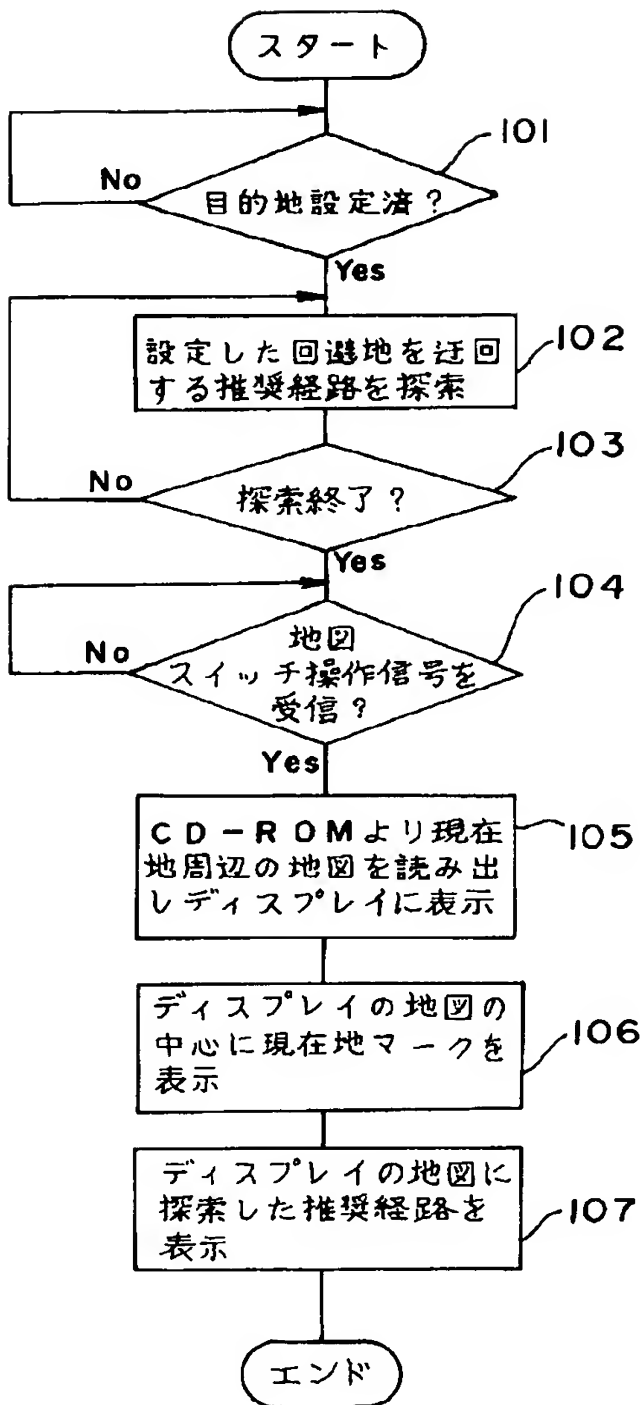 スタート
101
No
目的地設定済？
Yes
設定した回避地を迂回
する推奨経路を探索
102
103
No
探索終了？
Yes
104
No
地図
スイッチ操作信号を
受信？
Yes
CD-ROMより現在
地周辺の地図を読み出
しディスプレイに表示
105
ディスプレイの地図の
中心に現在地マークを
表示
106
ディスプレイの地図に
探索した推奨経路を
表示
107
エンド